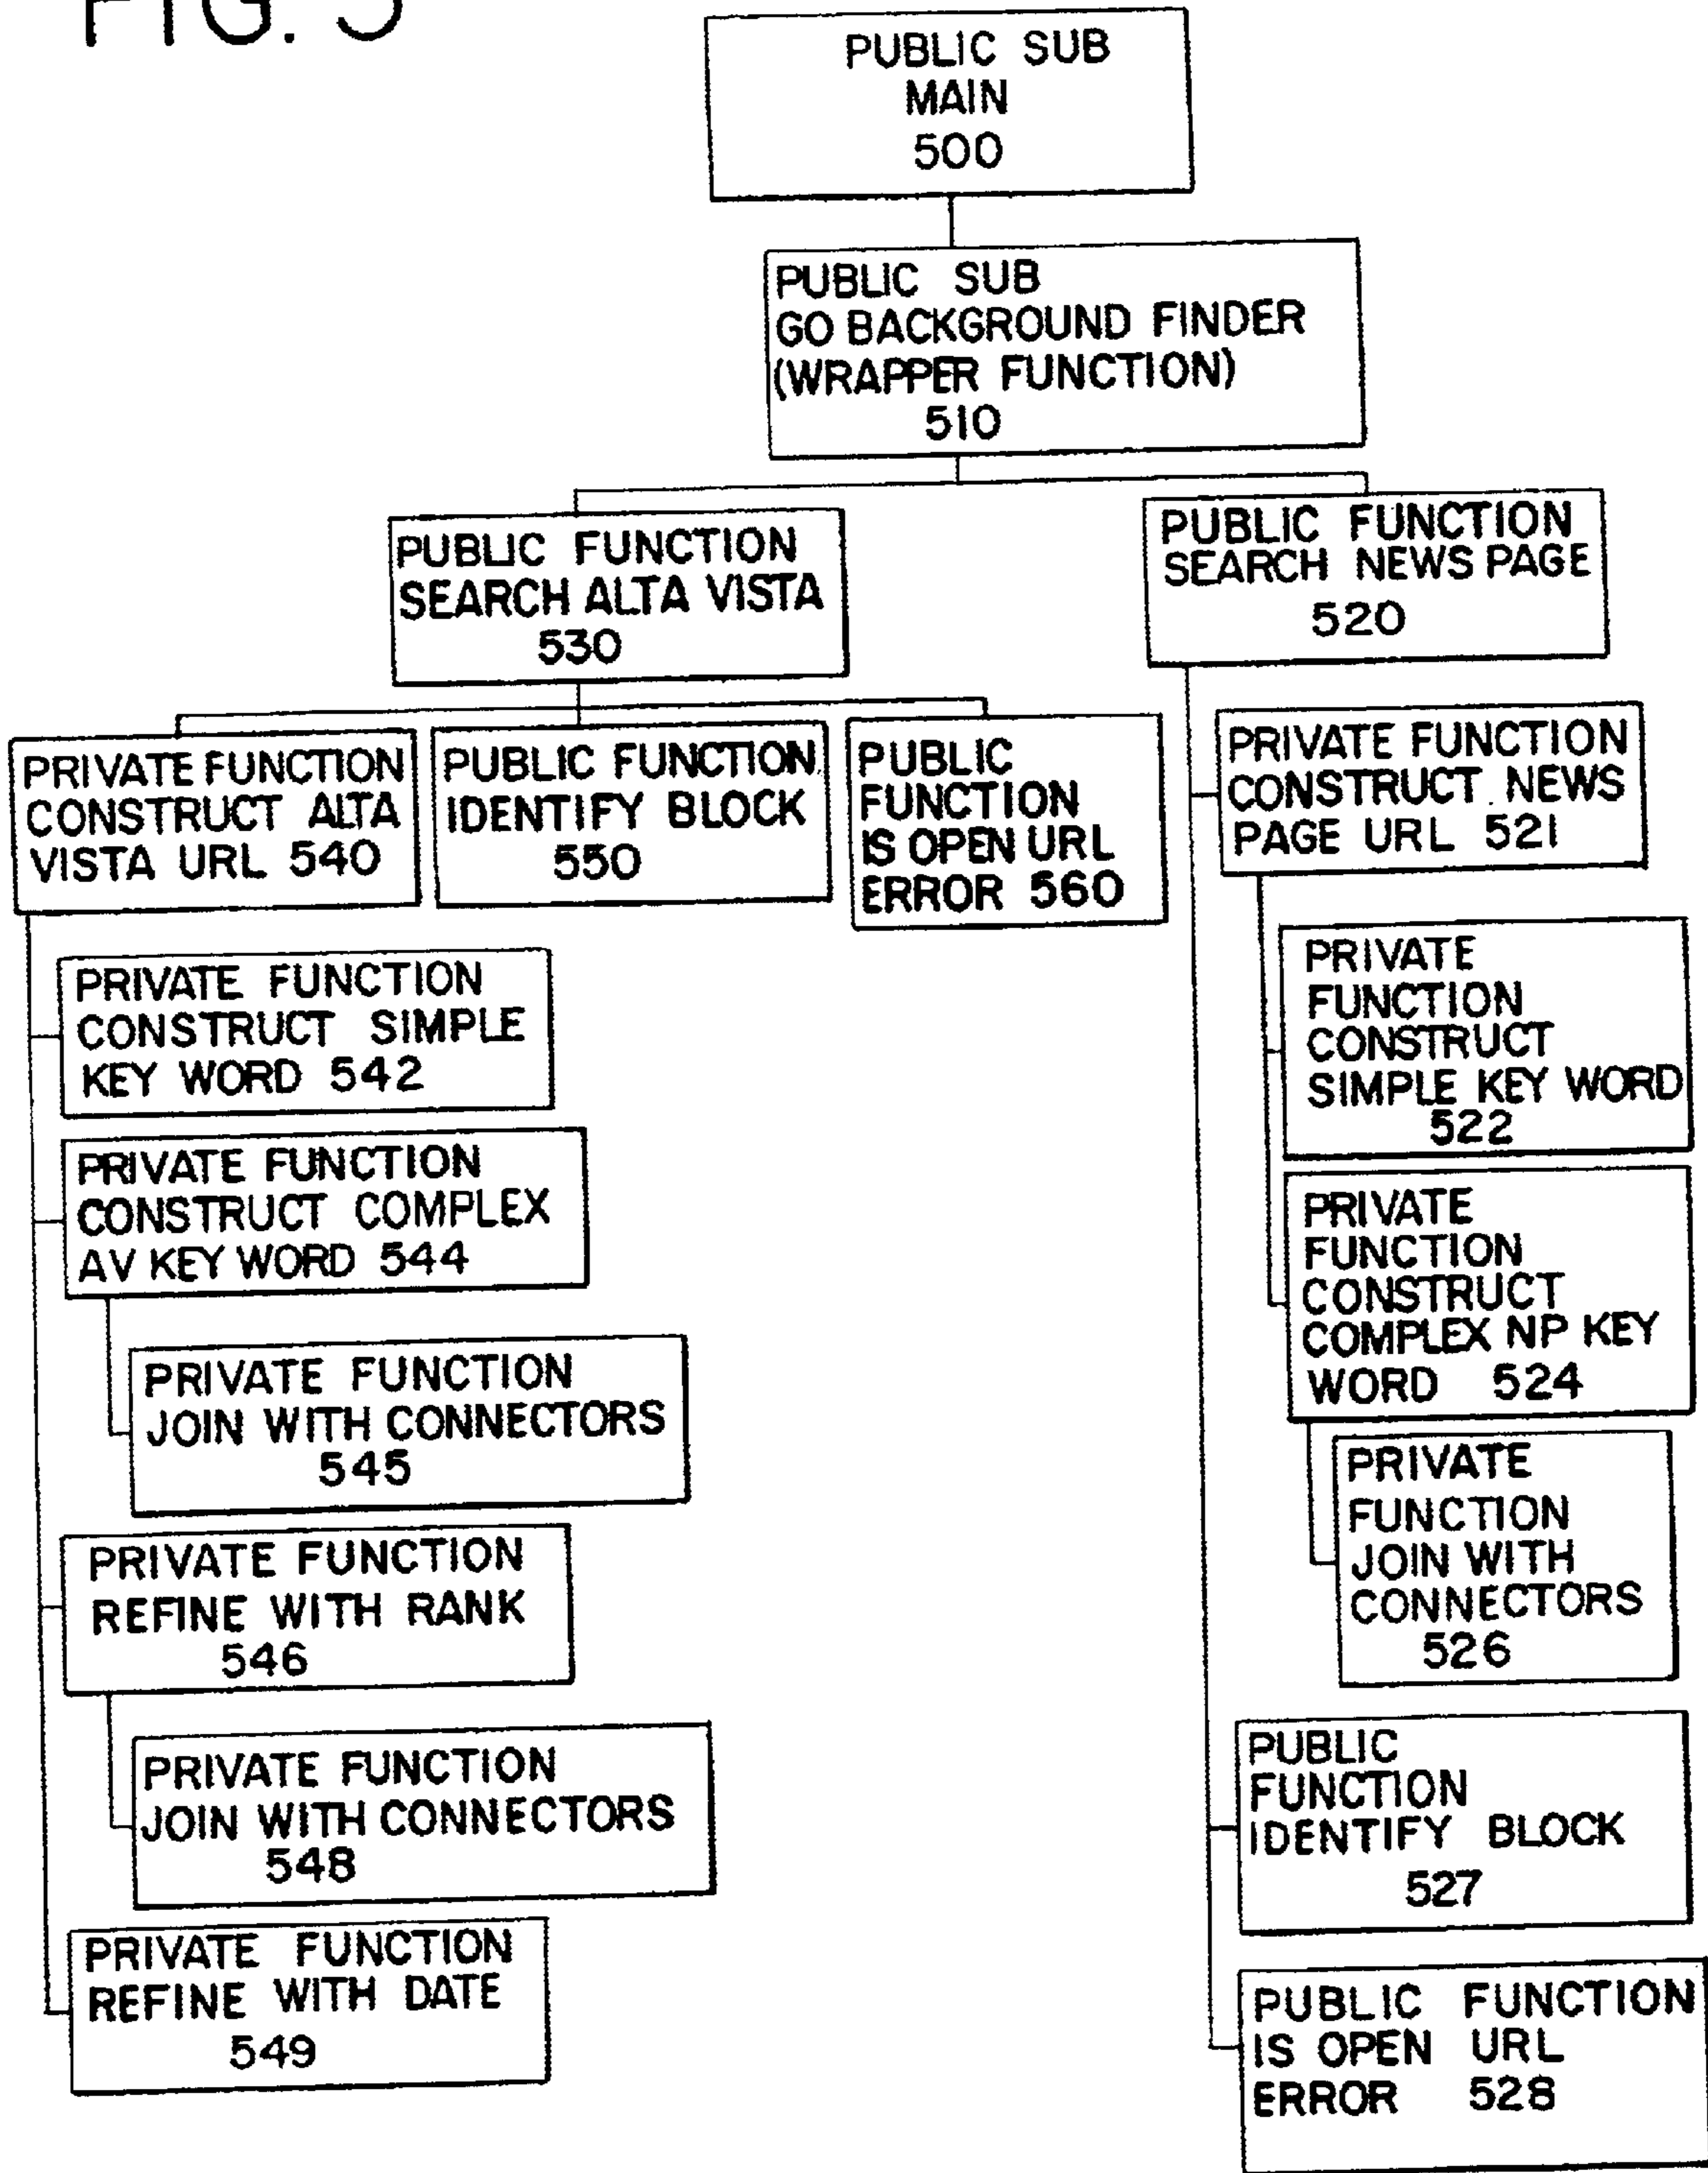 FIG. 5
PUBLIC SUB
MAIN
500
PUBLIC SUB
GO BACKGROUND FINDER
(WRAPPER FUNCTION)
510
PUBLIC FUNCTION
SEARCH ALTA VISTA
530
PUBLIC FUNCTION
SEARCH NEWS PAGE
520
PRIVATE FUNCTION
CONSTRUCT ALTA
VISTA URL 540
PUBLIC FUNCTION
IDENTIFY BLOCK
550
PUBLIC
FUNCTION
IS OPEN URL
ERROR 560
PRIVATE FUNCTION
CONSTRUCT NEWS
PAGE URL 521
PRIVATE FUNCTION
CONSTRUCT SIMPLE
KEY WORD 542
PRIVATE FUNCTION
CONSTRUCT COMPLEX
AV KEY WORD 544
PRIVATE FUNCTION
JOIN WITH CONNECTORS
545
PRIVATE FUNCTION
REFINE WITH RANK
546
PRIVATE FUNCTION
JOIN WITH CONNECTORS
548
PRIVATE FUNCTION
REFINE WITH DATE
549
PRIVATE
FUNCTION
CONSTRUCT
SIMPLE KEY WORD
522
PRIVATE
FUNCTION
CONSTRUCT
COMPLEX NP KEY
WORD 524
PRIVATE
FUNCTION
JOIN WITH
CONNECTORS
526
PUBLIC
FUNCTION
IDENTIFY BLOCK
527
PUBLIC FUNCTION
IS OPEN URL
ERROR 528